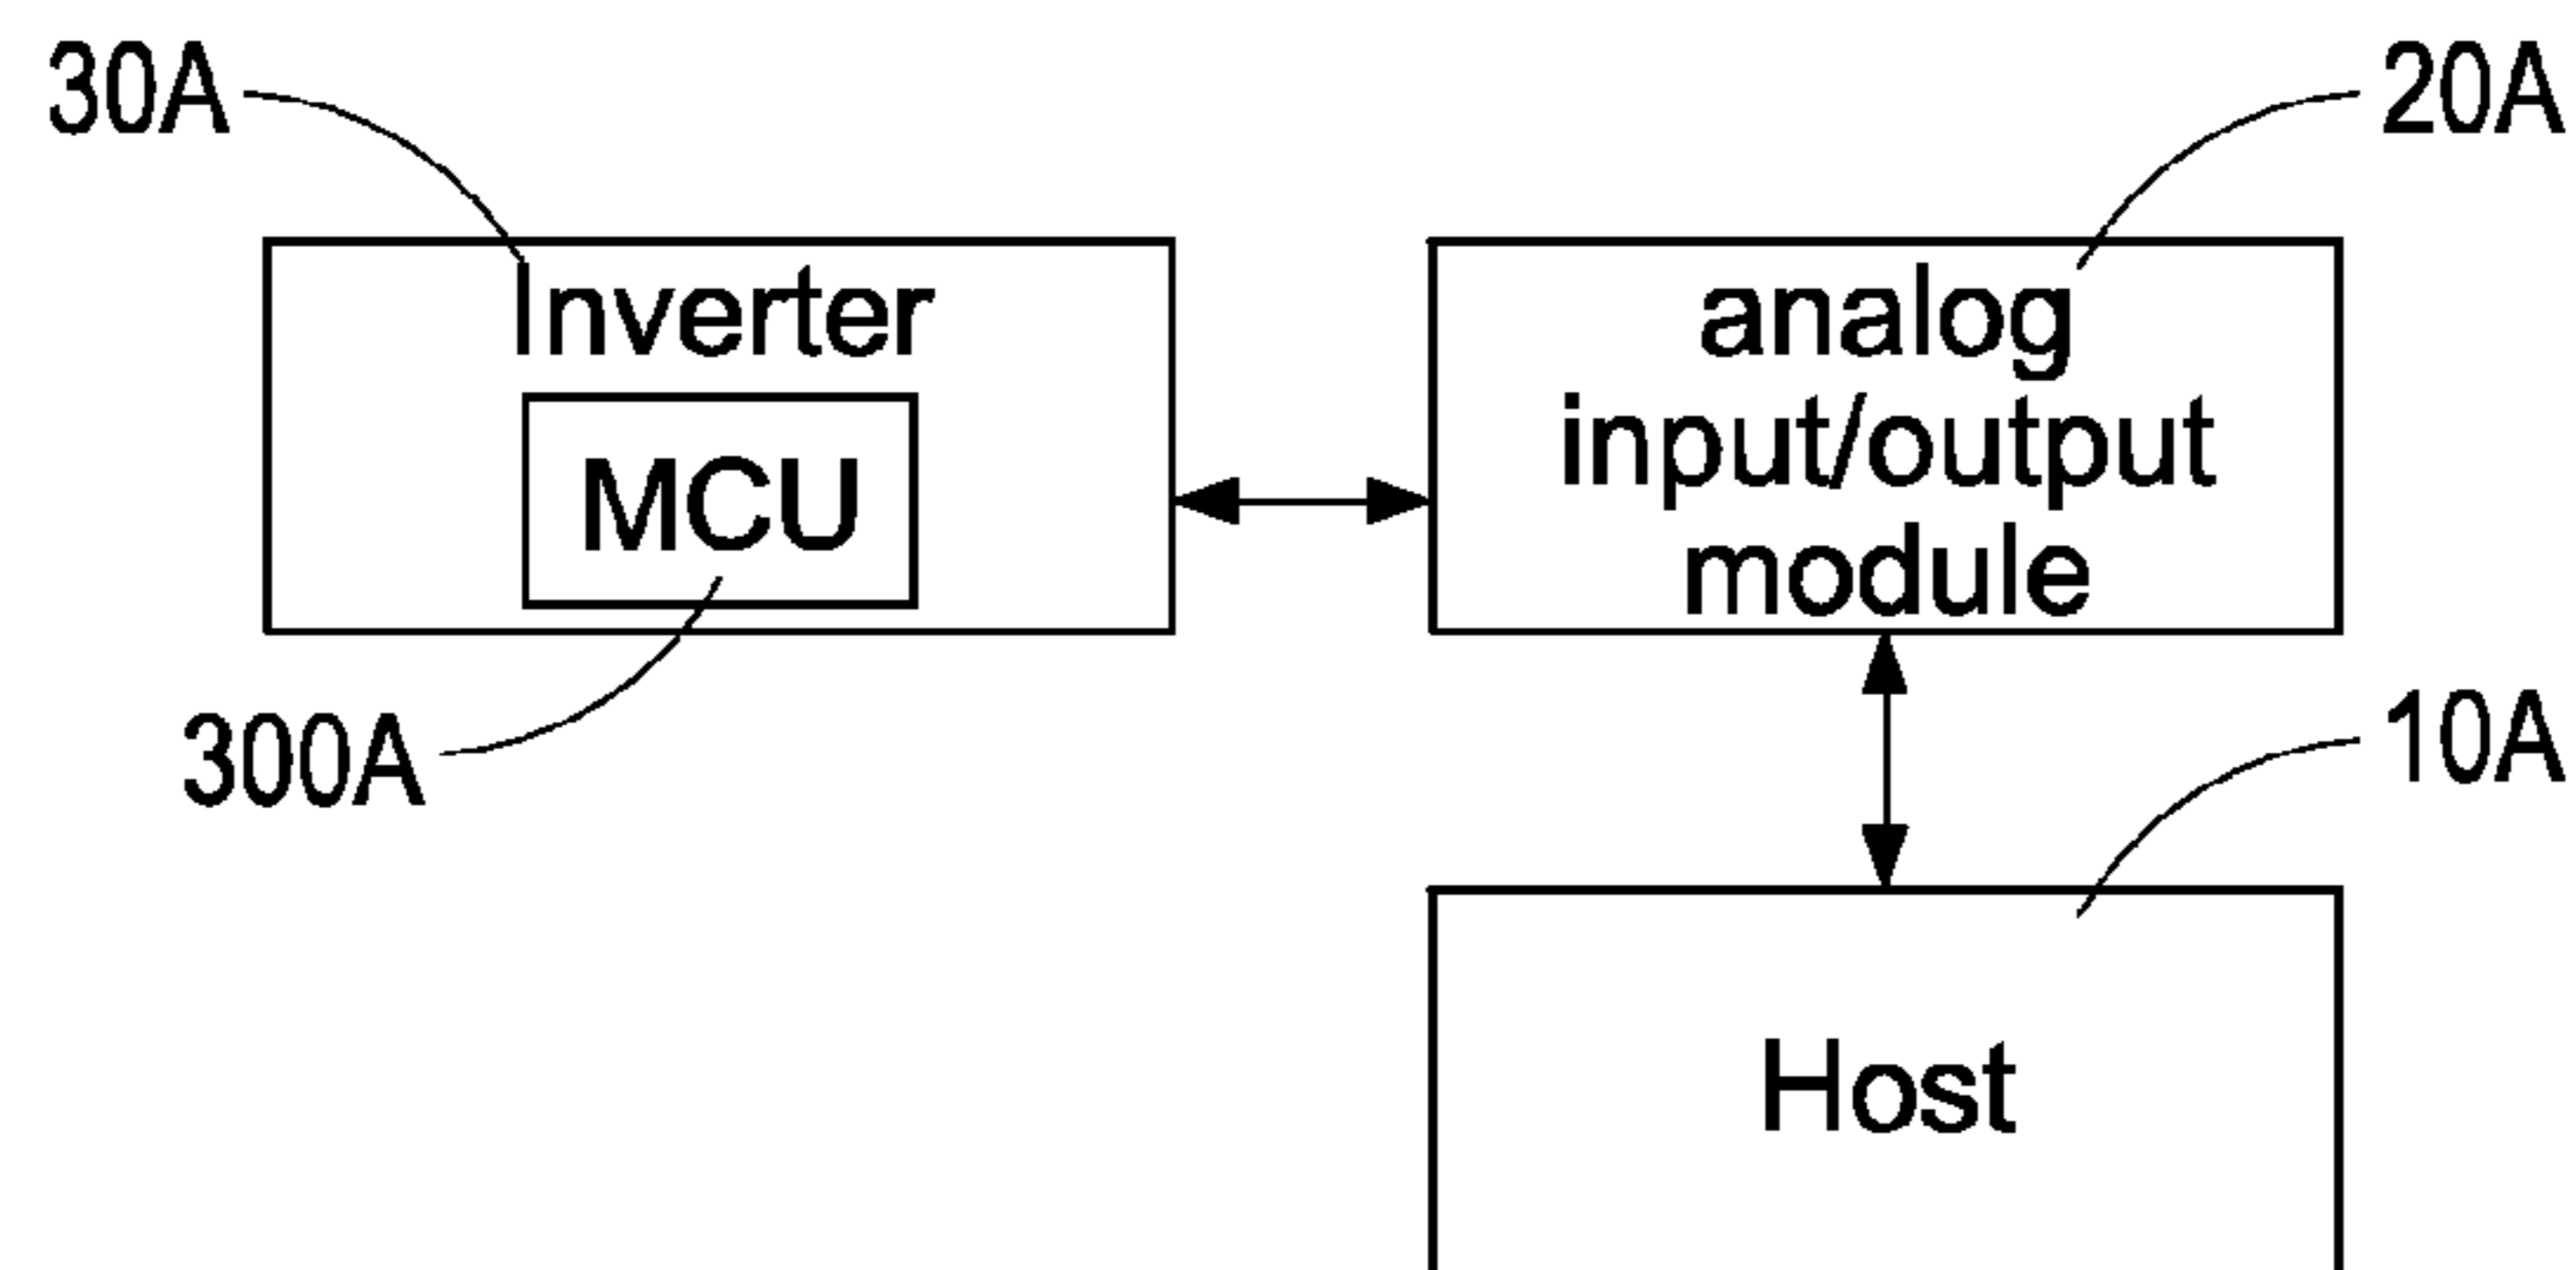 30A
20A
Inverter
MCU
analog
input/output
module
300A
10A
Host